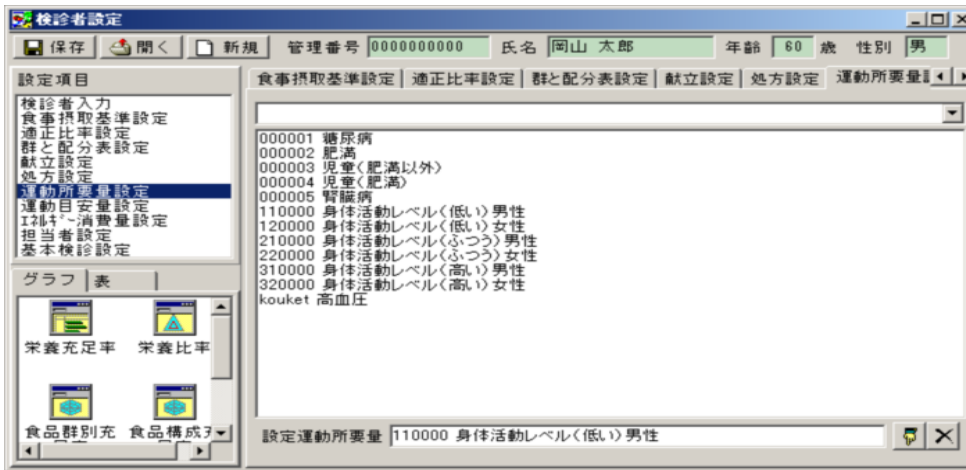 検診者設定
保存 開く 新規 管理番号 0000000000 氏名 岡山 太郎 年齢 60 歳 性別 男
設定項目
検診者入力
食事摂取基準設定
適正比率設定
群と配分表設定
献立設定
処方設定
運動所要量設定
運動目安量設定
ｴﾈﾙｷﾞｰ消費量設定
担当者設定
基本検診設定
グラフ 表
栄養充足率 栄養比率
食品群別充 食品構成
食事摂取基準設定 適正比率設定 群と配分表設定 献立設定 処方設定 運動所要量
000001 糖尿病
000002 肥満
000003 児童(肥満以外)
000004 児童(肥満)
000005 腎臓病
110000 身体活動レベル(低い)男性
120000 身体活動レベル(低い)女性
210000 身体活動レベル(ふつう)男性
220000 身体活動レベル(ふつう)女性
310000 身体活動レベル(高い)男性
320000 身体活動レベル(高い)女性
kouket 高血圧
設定運動所要量 110000 身体活動レベル(低い)男性